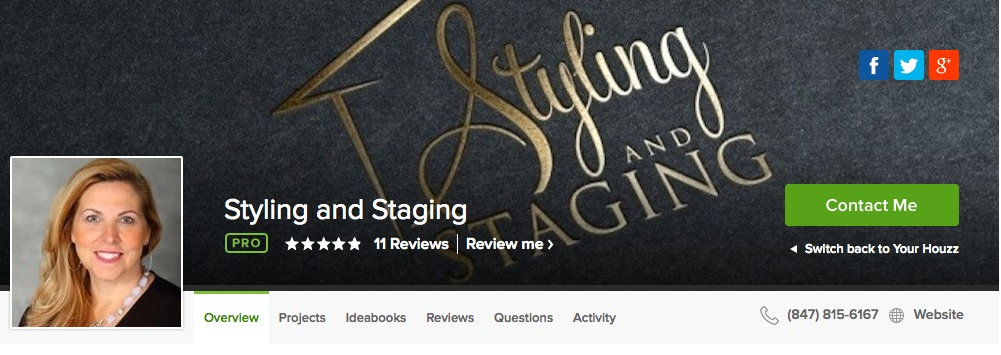 Styling
AND
STAGING
f
g+
Styling and Staging
Contact Me
PRO
11 Reviews
Review me ›
Switch back to Your Houzz
Overview
Projects
Ideabooks
Reviews
Questions
Activity
(847) 815-6167
Website